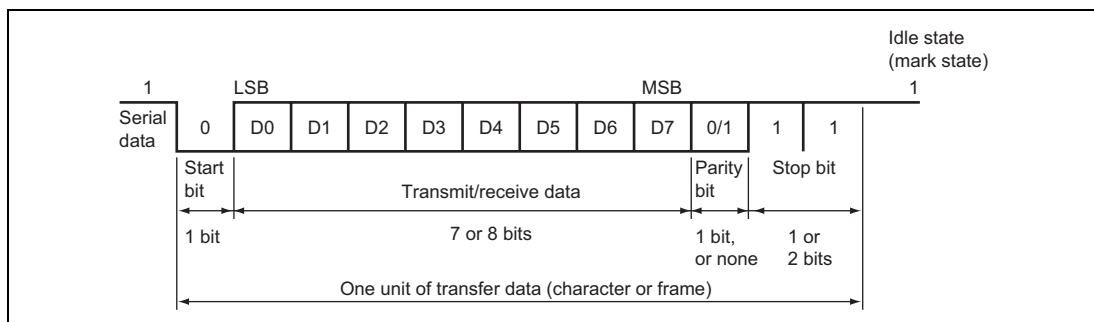 Idle state
(mark state)
1 LSB MSB 1
Serial
data
0 D0 D1 D2 D3 D4 D5 D6 D7 0/1 1 1
Start
bit
Transmit/receive data
Parity
bit
Stop bit
1 bit
7 or 8 bits
1 bit,
or none
1 or
2 bits
One unit of transfer data (character or frame)